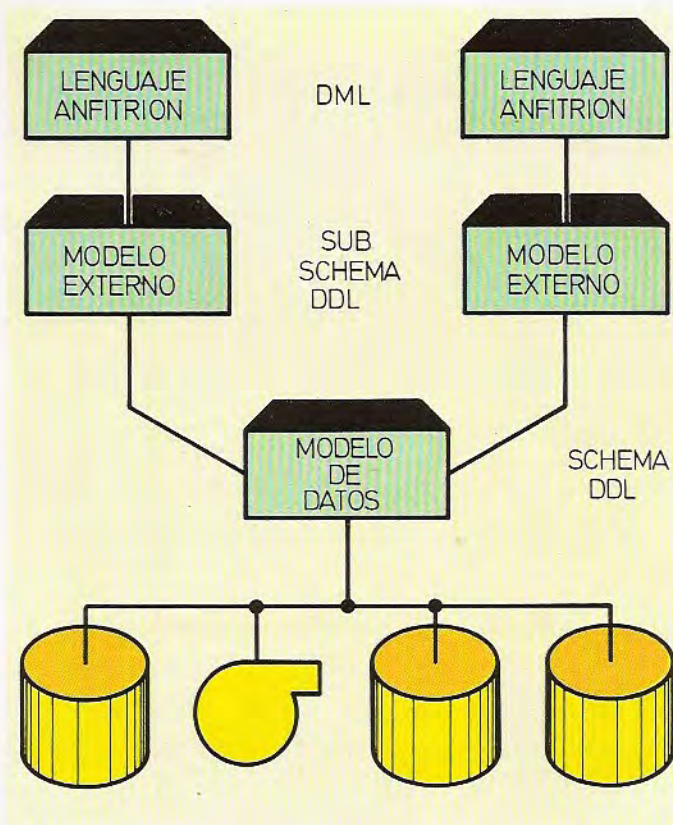 LENGUAJE
ANFITRION
DML
LENGUAJE
ANFITRION
MODELO
EXTERNO
SUB
SCHEMA
DDL
MODELO
EXTERNO
MODELO
DE
DATOS
SCHEMA
DDL